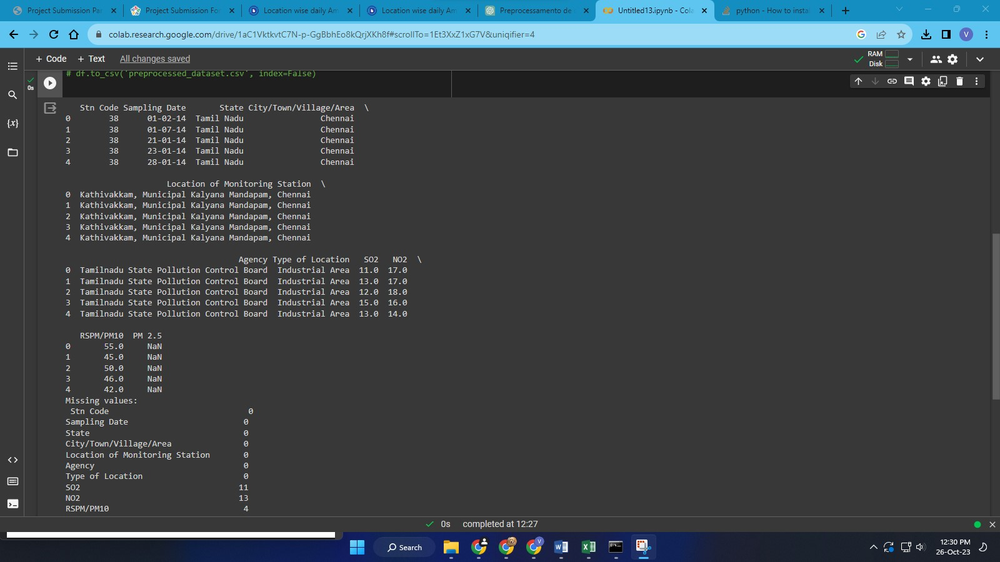 Project Submission Par
Project Submission For
Location wise daily Am
Location wise daily Am
Preprocessamento de
Untitled13.ipynb - Cola
python - How to instal
colab.research.google.com/drive/1aC1VktkvtC7N-p-GgBbhEo8kQrjXKh8f#scrollTo=1Et3XxZ1xG7V&uniqifier=4
V
+ Code + Text All changes saved
RAM
Disk
# df.to_csv('preprocessed_dataset.csv', index=False)
0s
{x}
Stn Code Sampling Date State City/Town/Village/Area \
0 38 01-02-14 Tamil Nadu Chennai
1 38 01-07-14 Tamil Nadu Chennai
2 38 21-01-14 Tamil Nadu Chennai
3 38 23-01-14 Tamil Nadu Chennai
4 38 28-01-14 Tamil Nadu Chennai
Location of Monitoring Station \
0 Kathivakkam, Municipal Kalyana Mandapam, Chennai
1 Kathivakkam, Municipal Kalyana Mandapam, Chennai
2 Kathivakkam, Municipal Kalyana Mandapam, Chennai
3 Kathivakkam, Municipal Kalyana Mandapam, Chennai
4 Kathivakkam, Municipal Kalyana Mandapam, Chennai
Agency Type of Location SO2 NO2 \
0 Tamilnadu State Pollution Control Board Industrial Area 11.0 17.0
1 Tamilnadu State Pollution Control Board Industrial Area 13.0 17.0
2 Tamilnadu State Pollution Control Board Industrial Area 12.0 18.0
3 Tamilnadu State Pollution Control Board Industrial Area 15.0 16.0
4 Tamilnadu State Pollution Control Board Industrial Area 13.0 14.0
RSPM/PM10 PM 2.5
0 55.0 NaN
1 45.0 NaN
2 50.0 NaN
3 46.0 NaN
4 42.0 NaN
Missing values:
Stn Code 0
Sampling Date 0
State 0
City/Town/Village/Area 0
Location of Monitoring Station 0
Agency 0
Type of Location 0
SO2 11
NO2 13
RSPM/PM10 4
0s completed at 12:27
Search
12:30 PM
26-Oct-23